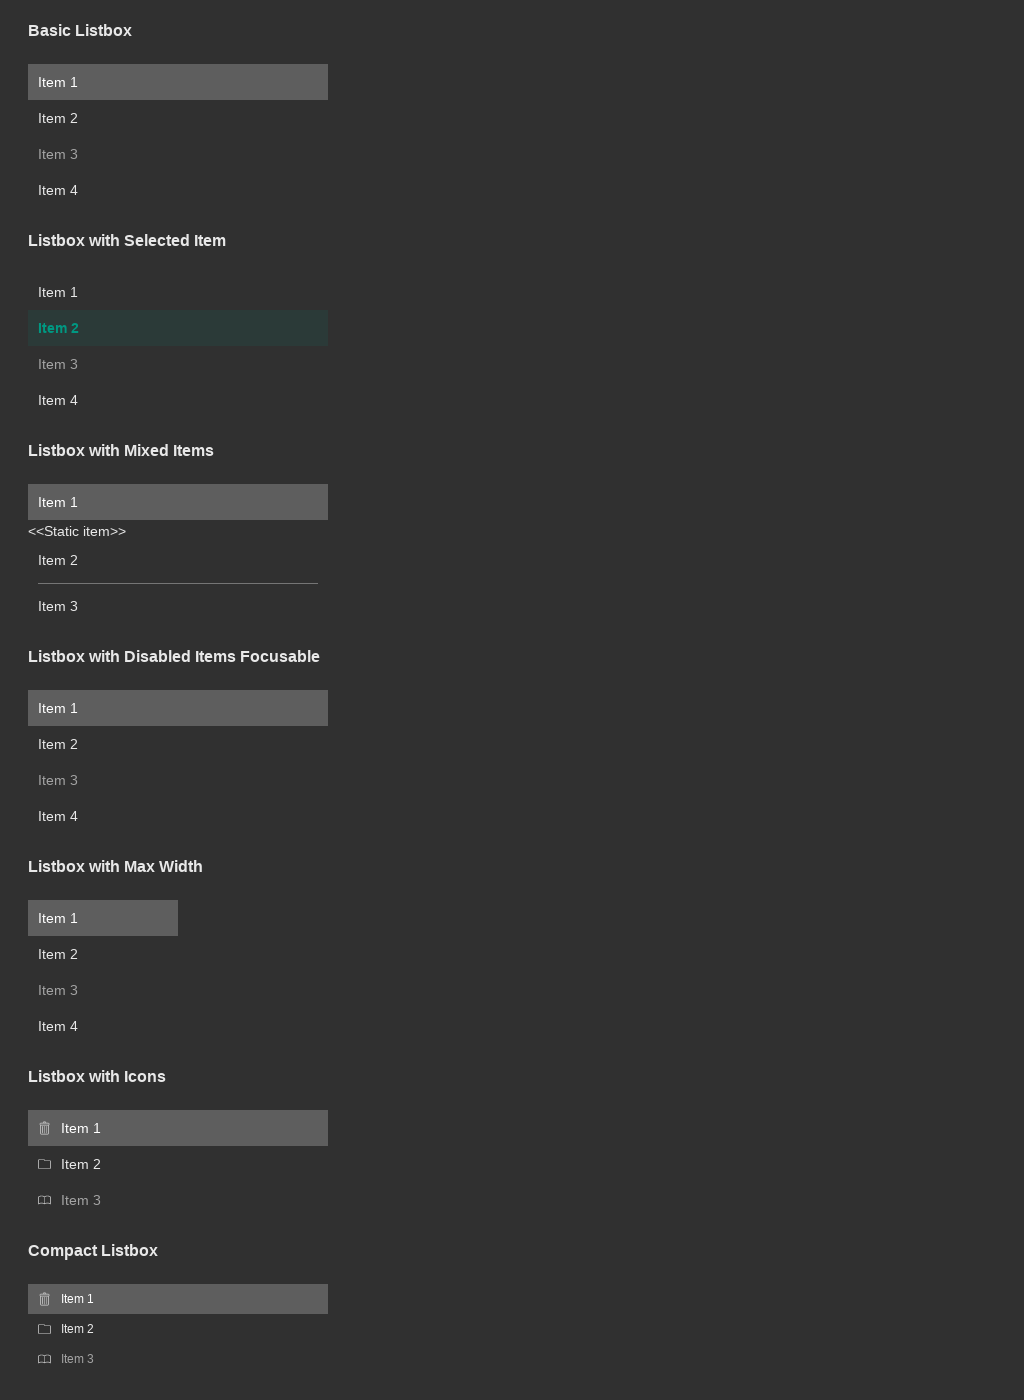 Basic Listbox
Item 1
Item 2
Item 3
Item 4
Listbox with Selected Item
Item 1
Item 2
Item 3
Item 4
Listbox with Mixed Items
Item 1
<<Static item>>
Item 2
Item 3
Listbox with Disabled Items Focusable
Item 1
Item 2
Item 3
Item 4
Listbox with Max Width
Item 1
Item 2
Item 3
Item 4
Listbox with Icons
Item 1
Item 2
Item 3
Compact Listbox
Item 1
Item 2
Item 3